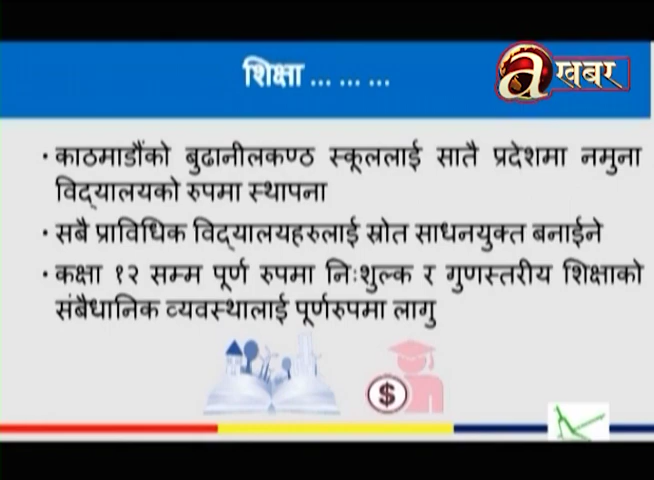 शिक्षा ... ... ...
a खबर
• काठमाडौंको बुढानीलकण्ठ स्कूललाई सातै प्रदेशमा नमुना
विद्यालयको रुपमा स्थापना
• सबै प्राविधिक विद्यालयहरुलाई स्रोत साधनयुक्त बनाईने
• कक्षा १२ सम्म पूर्ण रुपमा निःशुल्क र गुणस्तरीय शिक्षाको
संबैधानिक व्यवस्थालाई पूर्णरुपमा लागु
$